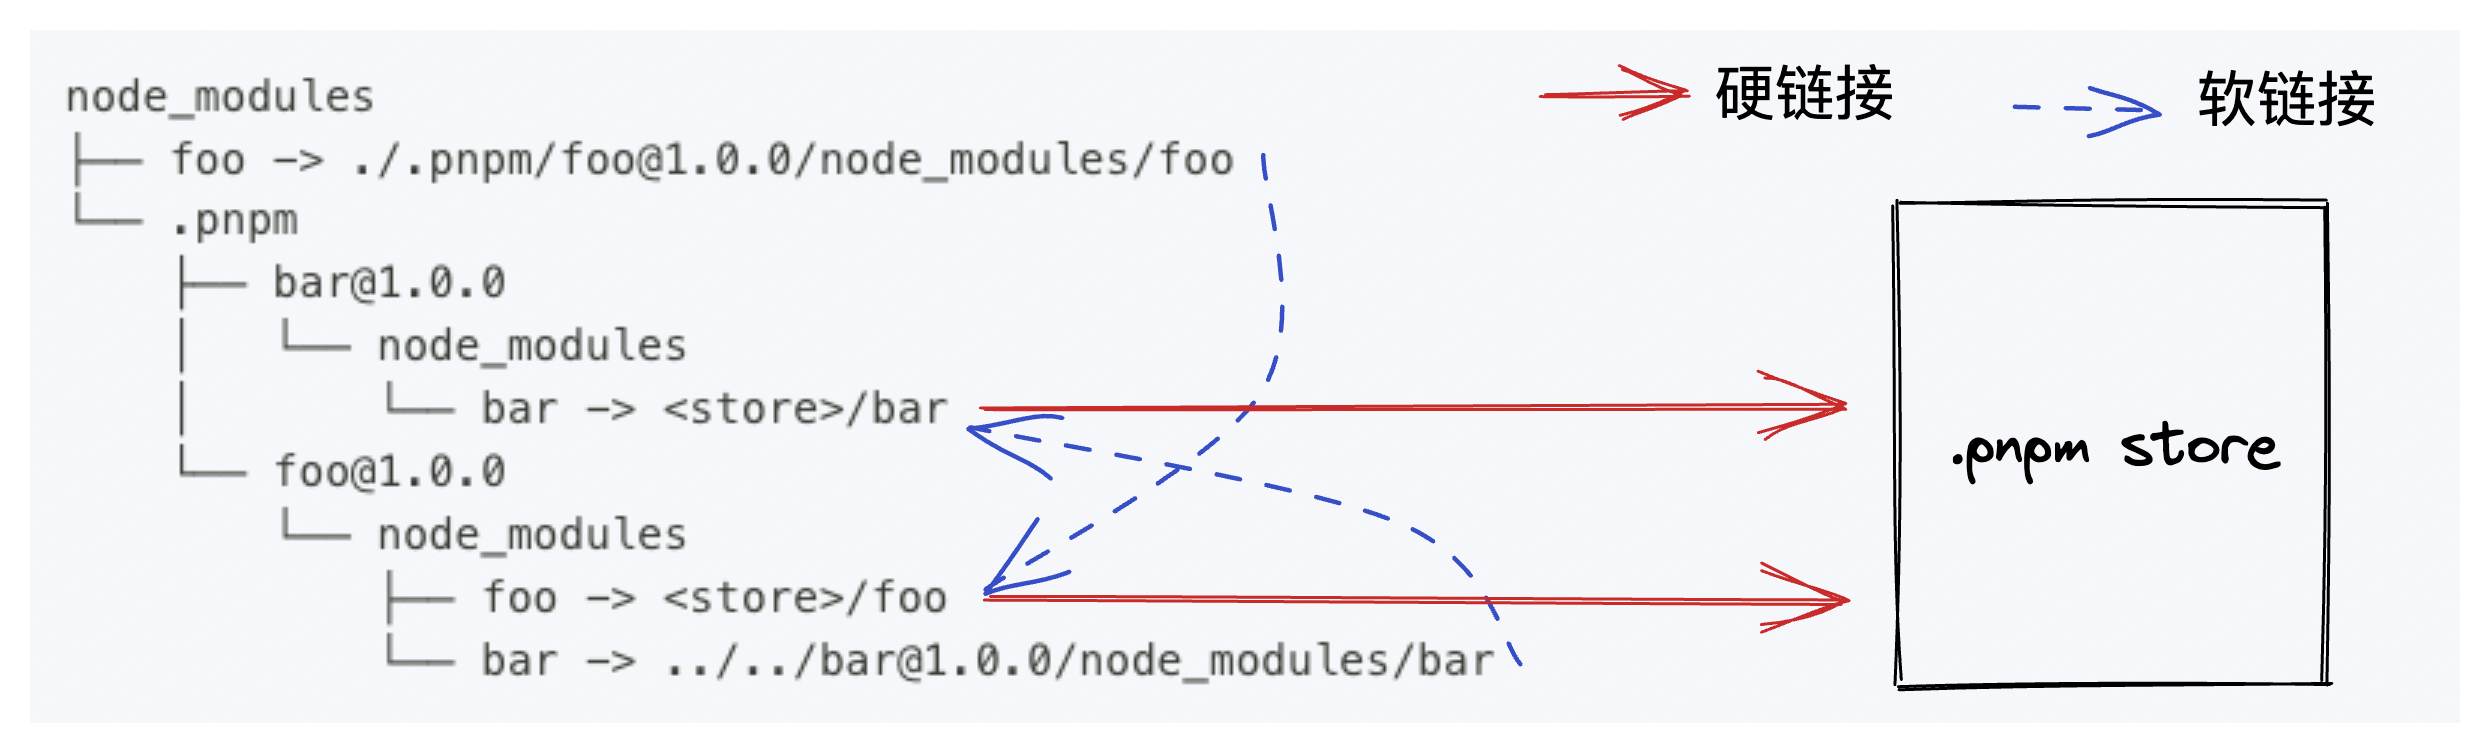 node_modules
├── foo -> ./.pnpm/foo@1.0.0/node_modules/foo
└── .pnpm
    ├── bar@1.0.0
    │   └── node_modules
    │       └── bar -> <store>/bar
    └── foo@1.0.0
        └── node_modules
            ├── foo -> <store>/foo
            └── bar -> ../../bar@1.0.0/node_modules/bar
硬链接
软链接
.pnpm store